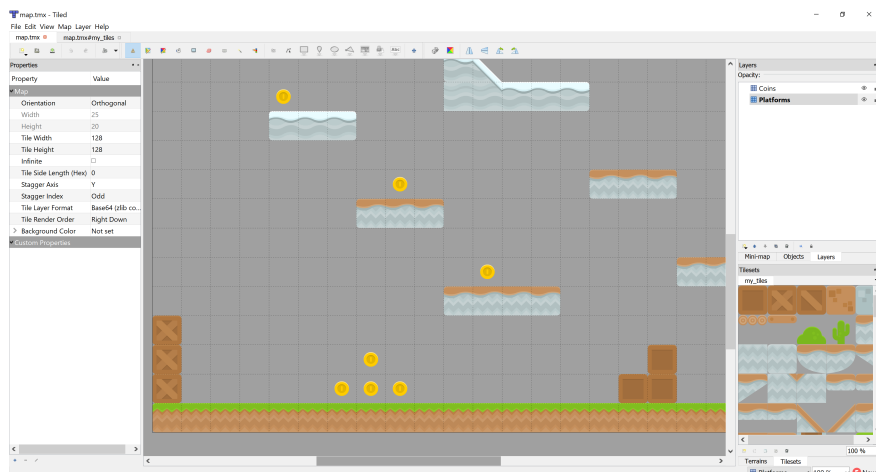 map.tmx - Tiled
File Edit View Map Layer Help
map.tmx
map.tmx#my_tiles
Properties
Property Value
Map
Orientation Orthogonal
Width 25
Height 20
Tile Width 128
Tile Height 128
Infinite
Tile Side Length (Hex) 0
Stagger Axis Y
Stagger Index Odd
Tile Layer Format Base64 (zlib co...
Tile Render Order Right Down
Background Color Not set
Custom Properties
Layers
Opacity:
Coins
Platforms
Mini-map Objects Layers
Tilesets
my_tiles
100 %
Terrains Tilesets